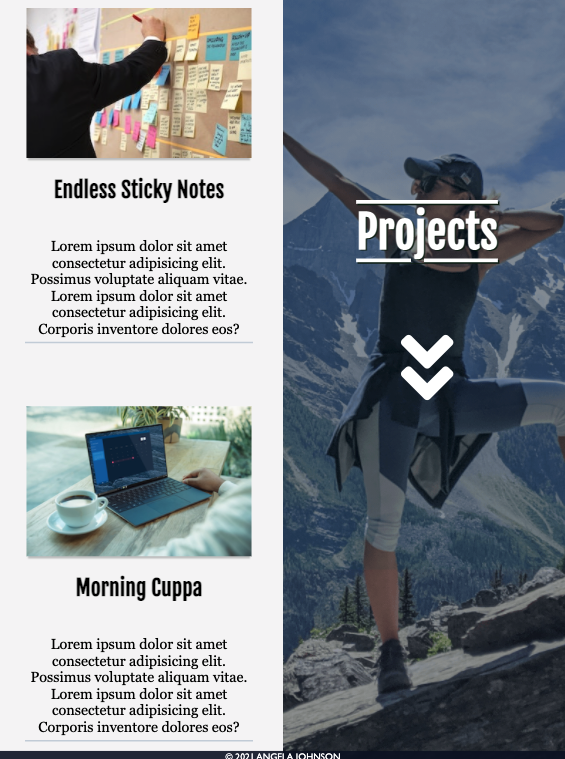 Endless Sticky Notes
Lorem ipsum dolor sit amet
consectetur adipisicing elit.
Possimus voluptate aliquam vitae.
Lorem ipsum dolor sit amet
consectetur adipisicing elit.
Corporis inventore dolores eos?
Morning Cuppa
Lorem ipsum dolor sit amet
consectetur adipisicing elit.
Possimus voluptate aliquam vitae.
Lorem ipsum dolor sit amet
consectetur adipisicing elit.
Corporis inventore dolores eos?
Projects
© 2021 ANGELA JOHNSON